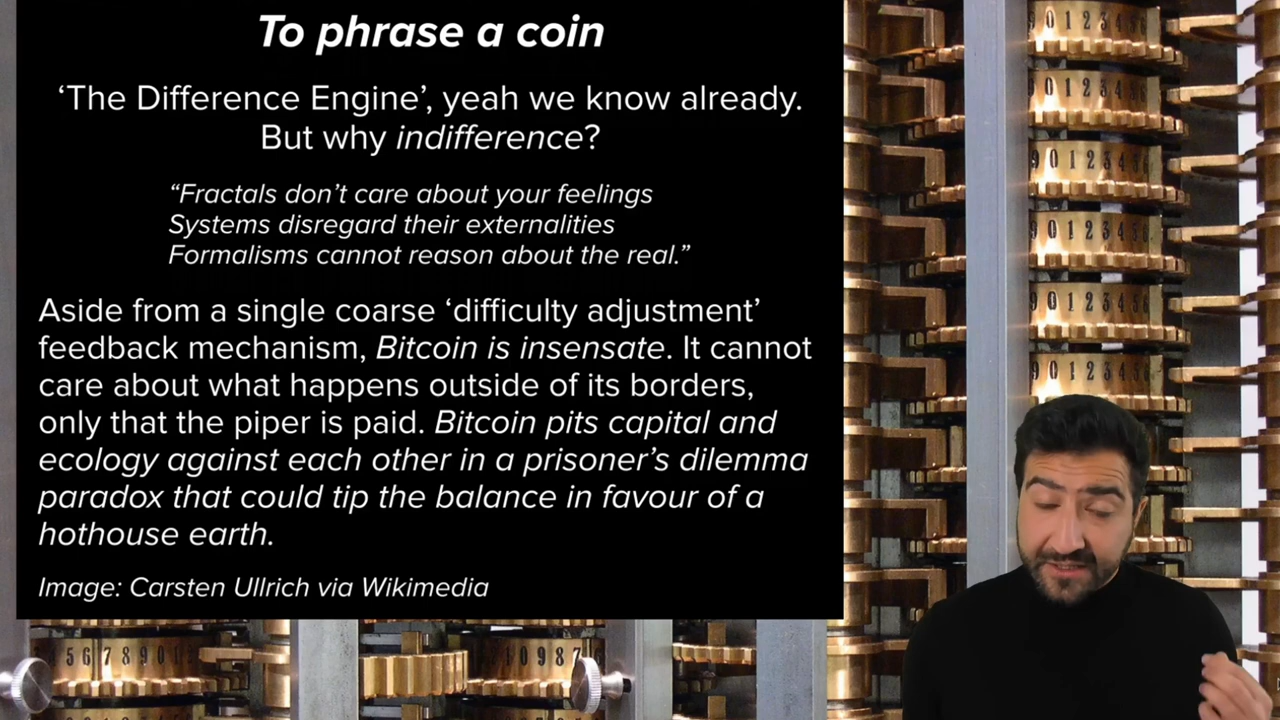 To phrase a coin
‘The Difference Engine’, yeah we know already.
But why indifference?
“Fractals don’t care about your feelings
Systems disregard their externalities
Formalisms cannot reason about the real.”
Aside from a single coarse ‘difficulty adjustment’
feedback mechanism, Bitcoin is insensate. It cannot
care about what happens outside of its borders,
only that the piper is paid. Bitcoin pits capital and
ecology against each other in a prisoner’s dilemma
paradox that could tip the balance in favour of a
hothouse earth.
Image: Carsten Ullrich via Wikimedia